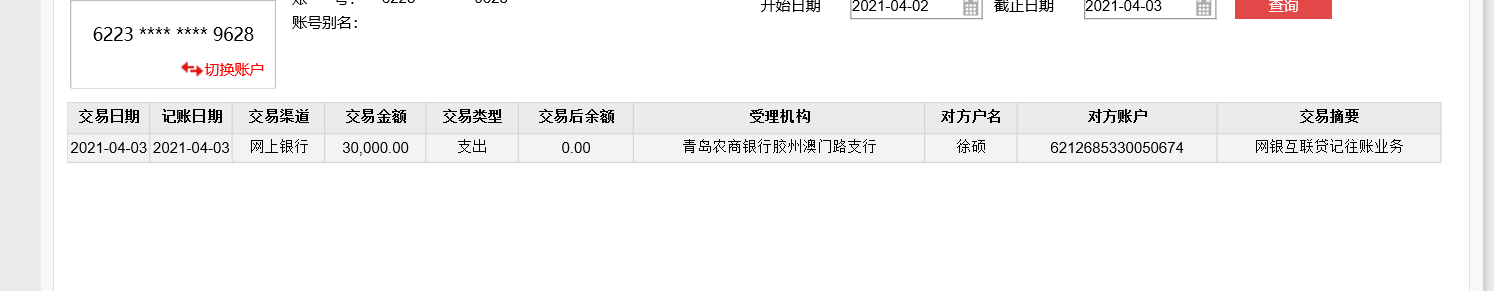 开始日期 2021-04-02 截止日期 2021-04-03 查询
账号别名：
6223 **** **** 9628
切换账户
交易日期 记账日期 交易渠道 交易金额 交易类型 交易后余额 受理机构 对方户名 对方账户 交易摘要
2021-04-03 2021-04-03 网上银行 30,000.00 支出 0.00 青岛农商银行胶州澳门路支行 徐硕 6212685330050674 网银互联贷记往账业务